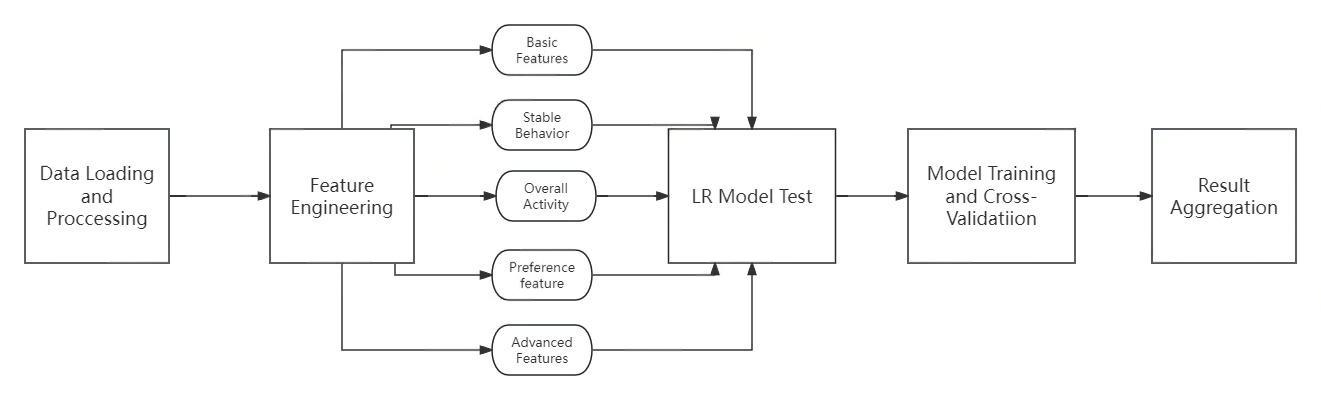 Data Loading
and
Proccessing
Feature
Engineering
Basic
Features
Stable
Behavior
Overall
Activity
Preference
feature
Advanced
Features
LR Model Test
Model Training
and Cross-
Validatiion
Result
Aggregation